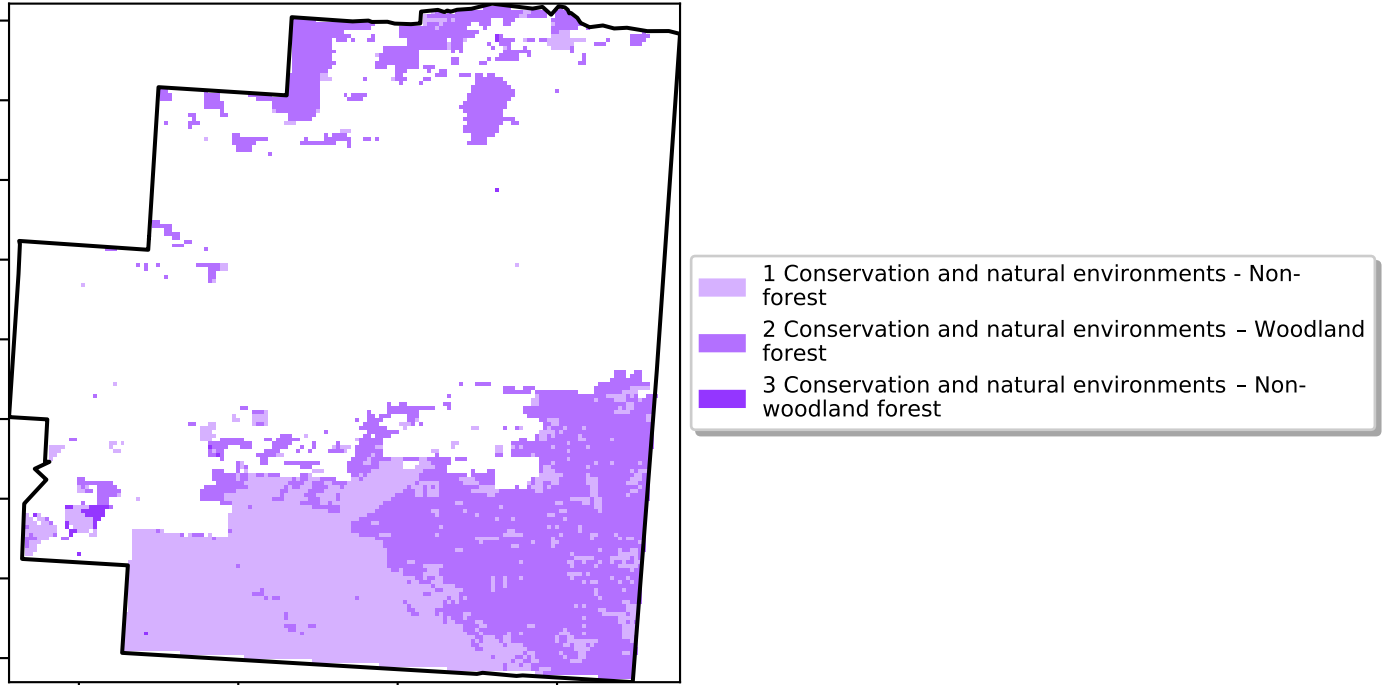 1 Conservation and natural environments - Non-
forest
2 Conservation and natural environments – Woodland
forest
3 Conservation and natural environments – Non-
woodland forest